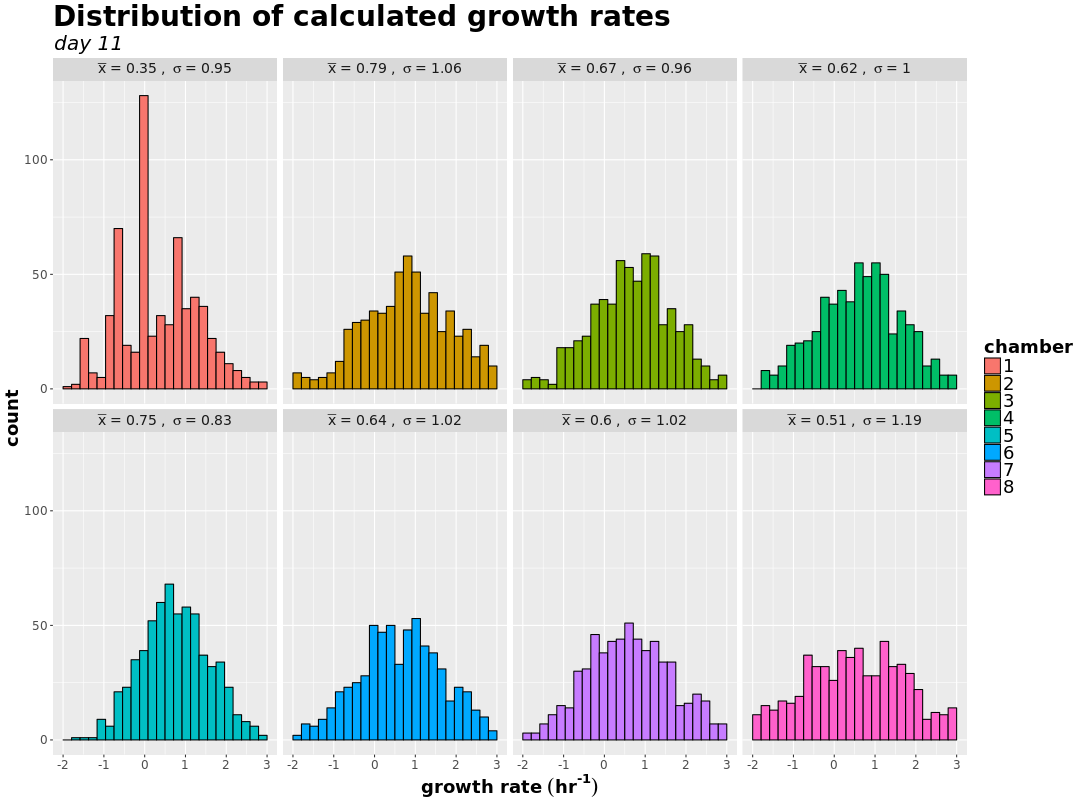 Distribution of calculated growth rates
day 11
x̅ = 0.35 , σ = 0.95
x̅ = 0.79 , σ = 1.06
x̅ = 0.67 , σ = 0.96
x̅ = 0.62 , σ = 1
100
50
0
x̅ = 0.75 , σ = 0.83
x̅ = 0.64 , σ = 1.02
x̅ = 0.6 , σ = 1.02
x̅ = 0.51 , σ = 1.19
100
50
0
-2 -1 0 1 2 3
-2 -1 0 1 2 3
-2 -1 0 1 2 3
-2 -1 0 1 2 3
count
growth rate (hr⁻¹)
chamber
1
2
3
4
5
6
7
8